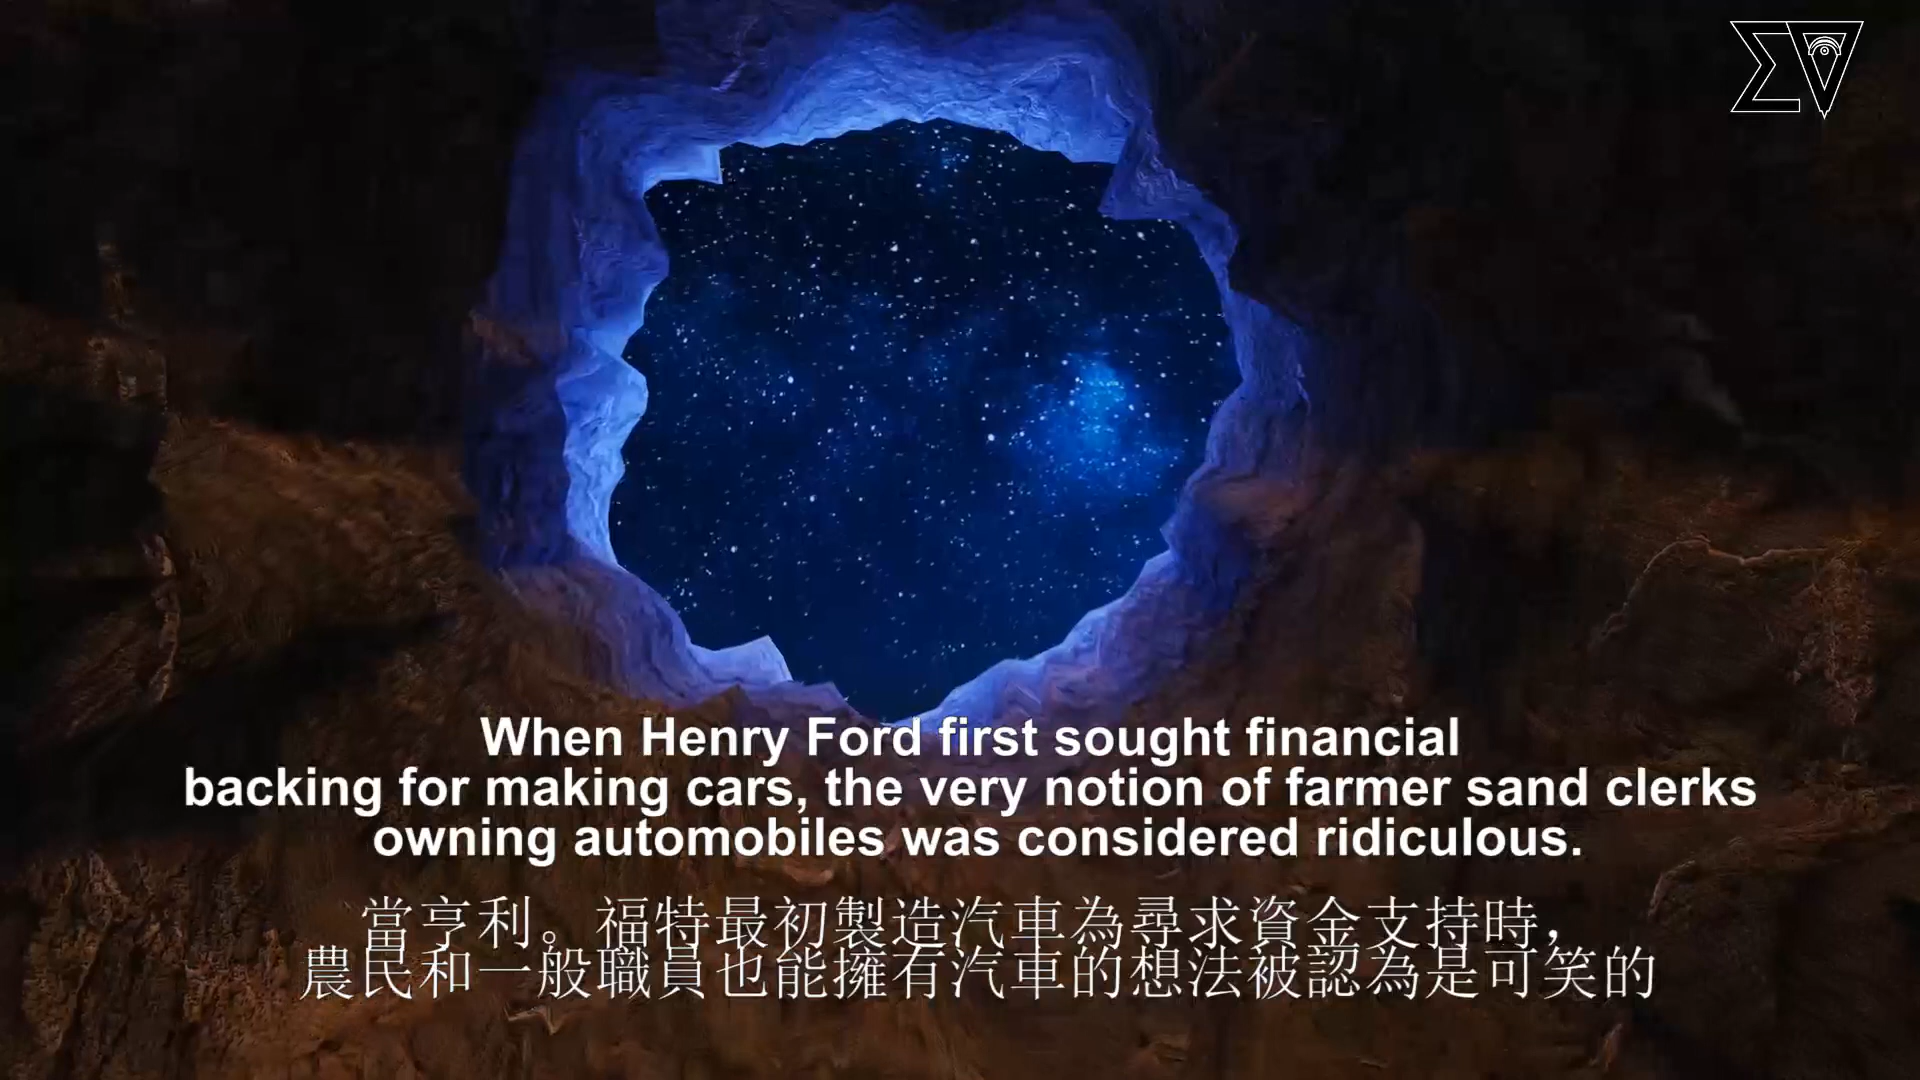 When Henry Ford first sought financial
backing for making cars, the very notion of farmer sand clerks
owning automobiles was considered ridiculous.
當亨利。福特最初製造汽車為尋求資金支持時，
農民和一般職員也能擁有汽車的想法被認為是可笑的